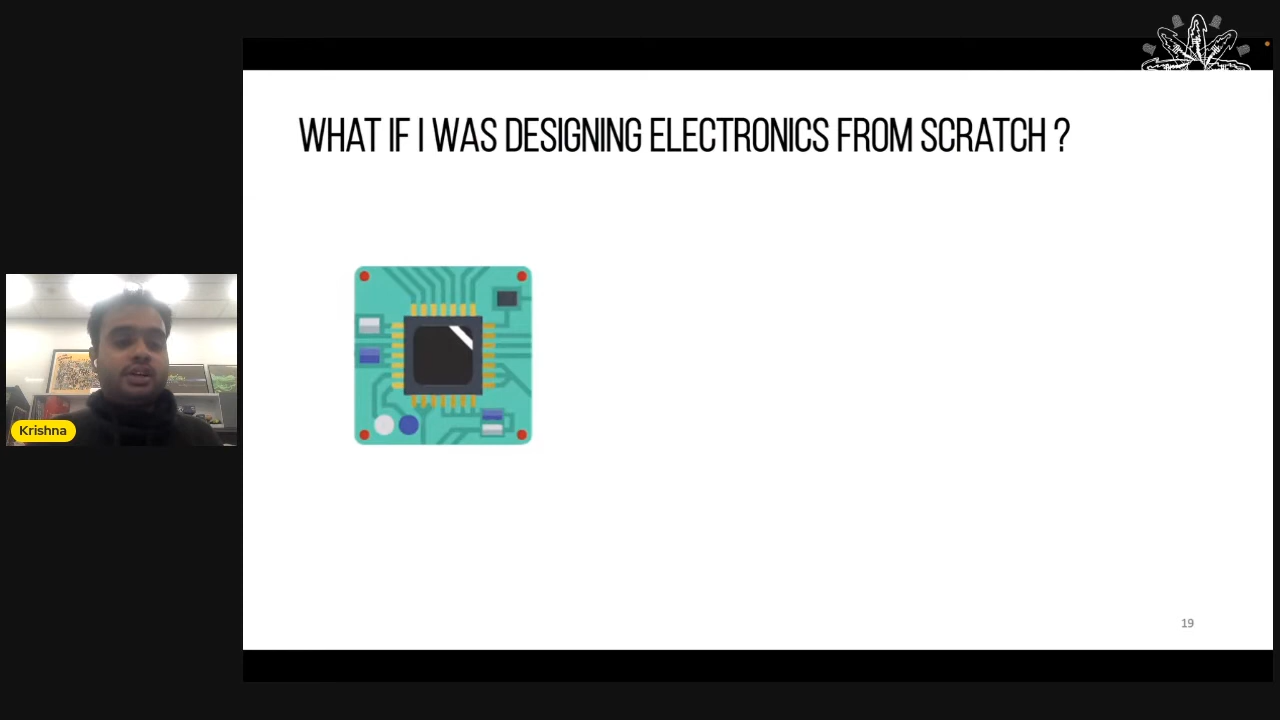 WHAT IF I WAS DESIGNING ELECTRONICS FROM SCRATCH ?
Krishna
19